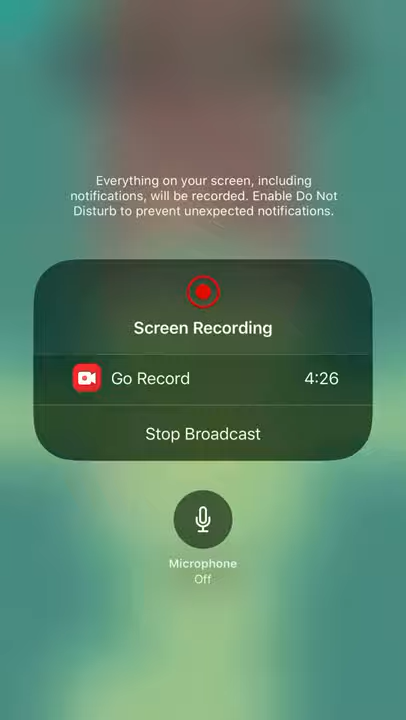 Everything on your screen, including
notifications, will be recorded. Enable Do Not
Disturb to prevent unexpected notifications.
Screen Recording
Go Record 4:26
Stop Broadcast
Microphone
Off